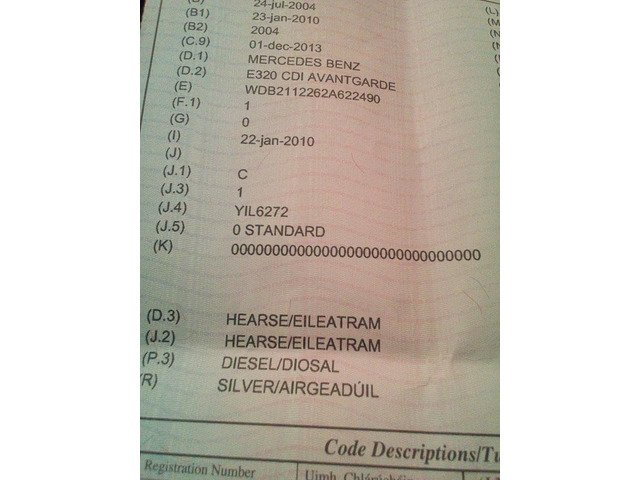 24-jul-2004
(B1) 23-jan-2010
(B2) 2004
(C.9) 01-dec-2013
(D.1) MERCEDES BENZ
(D.2) E320 CDI AVANTGARDE
(E) WDB2112262A622490
(F.1) 1
(G) 0
(I) 22-jan-2010
(J)
(J.1) C
(J.3) 1
(J.4) YIL6272
(J.5) 0 STANDARD
(K) 00000000000000000000000000000000
(D.3) HEARSE/EILEATRAM
(J.2) HEARSE/EILEATRAM
(P.3) DIESEL/DIOSAL
(R) SILVER/AIRGEADÚIL
Code Descriptions/Tu
Registration Number Uimh.
(L)